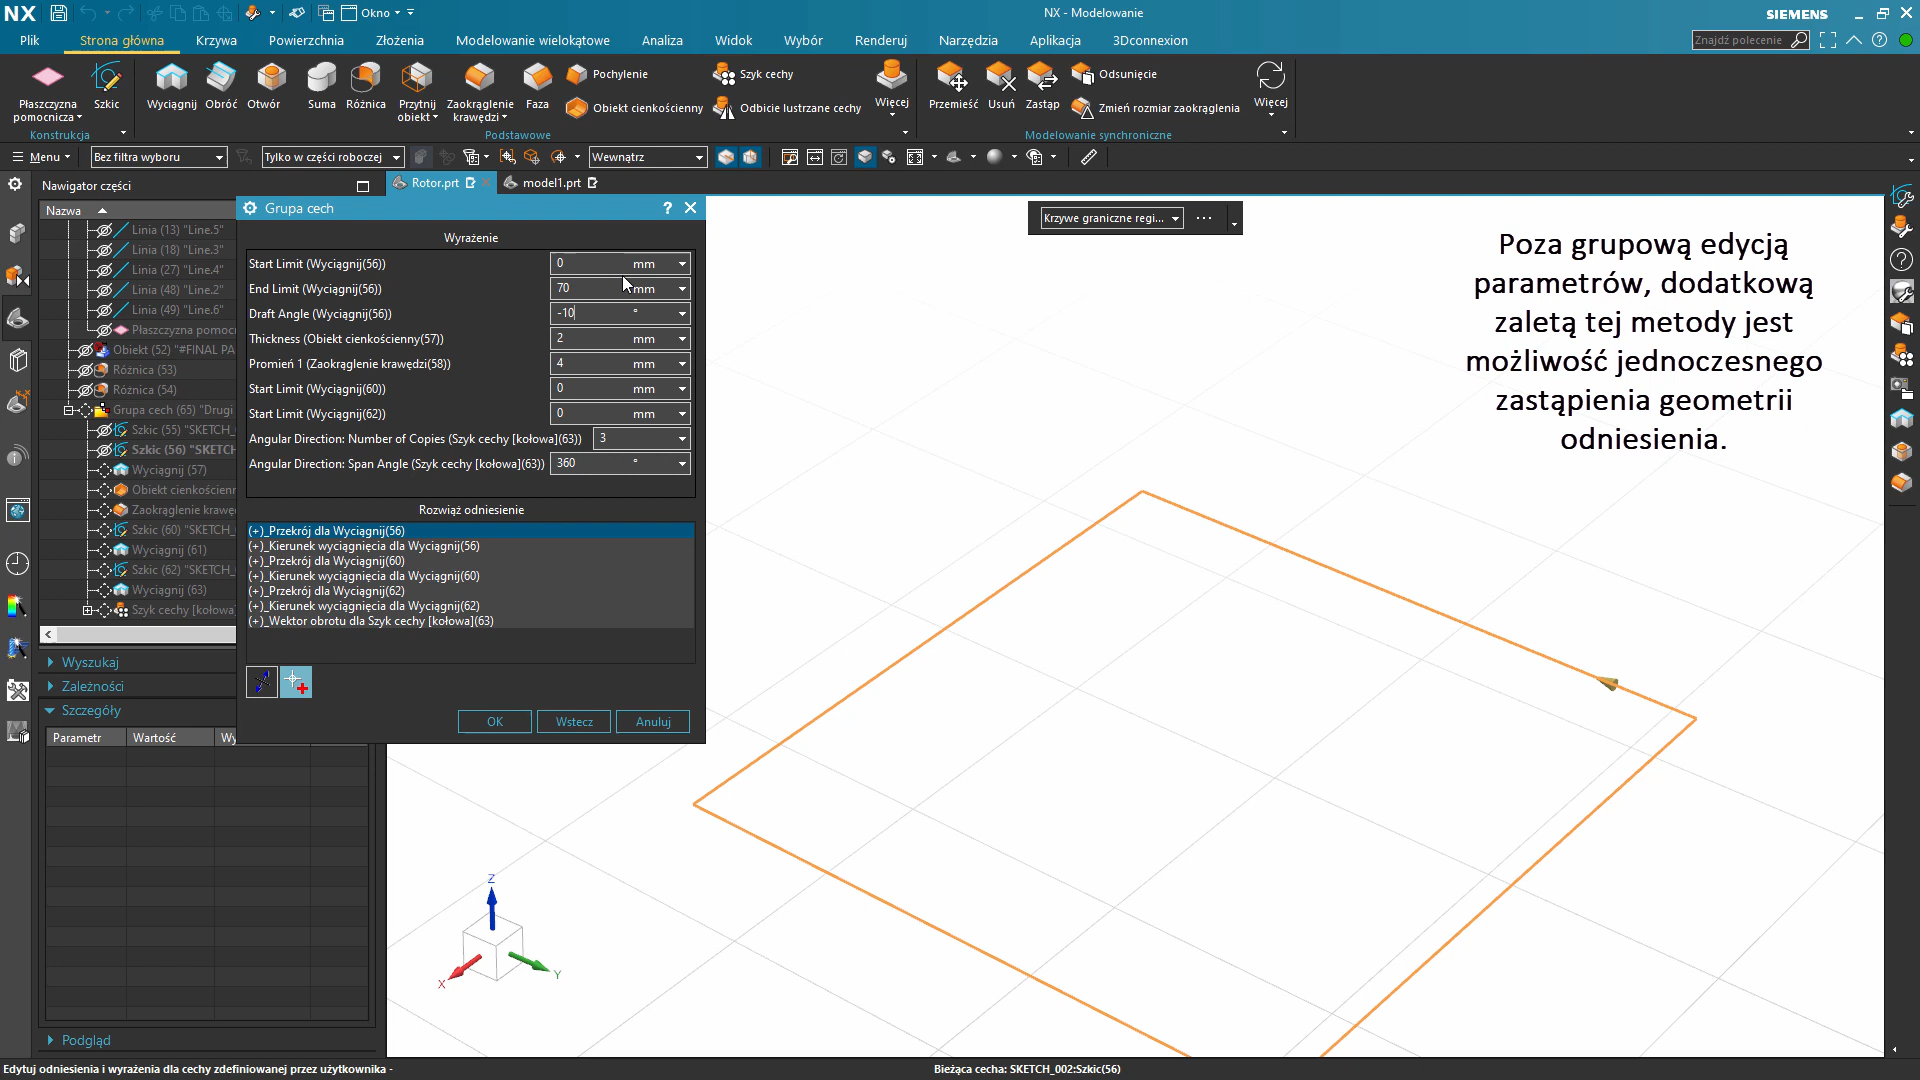 NX
Okno
NX - Modelowanie
SIEMENS
Plik
Strona główna
Krzywa
Powierzchnia
Złożenia
Modelowanie wielokątowe
Analiza
Widok
Wybór
Renderuj
Narzędzia
Aplikacja
3Dconnexion
Znajdź polecenie
Płaszczyzna
pomocnicza
Szkic
Wyciągnij
Obróć
Otwór
Suma
Różnica
Przytnij
obiekt
Zaokrąglenie
krawędzi
Faza
Pochylenie
Obiekt cienkościenny
Szyk cechy
Odbicie lustrzane cechy
Więcej
Przemieść
Usuń
Zastąp
Odsunięcie
Zmień rozmiar zaokrąglenia
Więcej
Konstrukcja
Podstawowe
Modelowanie synchroniczne
Menu
Bez filtra wyboru
Tylko w części roboczej
Wewnątrz
Nawigator części
Rotor.prt
model1.prt
Nazwa
Linia (13) "Line.5"
Linia (18) "Line.3"
Linia (27) "Line.4"
Linia (48) "Line.2"
Linia (49) "Line.6"
Płaszczyzna pomoc
Obiekt (52) "#FINAL PA
Różnica (53)
Różnica (54)
Grupa cech (65) "Drugi
Szkic (55) "SKETCH_
Szkic (56) "SKETCH
Wyciągnij (57)
Obiekt cienkościenn
Zaokrąglenie krawę
Szkic (60) "SKETCH_
Wyciągnij (61)
Szkic (62) "SKETCH_
Wyciągnij (63)
Szyk cechy [kołowa
Wyszukaj
Zależności
Szczegóły
Parametr
Wartość
Wy
Podgląd
Grupa cech
Wyrażenie
Start Limit (Wyciągnij(56)) 0 mm
End Limit (Wyciągnij(56)) 70 mm
Draft Angle (Wyciągnij(56)) -10 °
Thickness (Obiekt cienkościenny(57)) 2 mm
Promień 1 (Zaokrąglenie krawędzi(58)) 4 mm
Start Limit (Wyciągnij(60)) 0 mm
Start Limit (Wyciągnij(62)) 0 mm
Angular Direction: Number of Copies (Szyk cechy [kołowa](63)) 3
Angular Direction: Span Angle (Szyk cechy [kołowa](63)) 360 °
Rozwiąż odniesienie
(+)_Przekrój dla Wyciągnij(56)
(+)_Kierunek wyciągnięcia dla Wyciągnij(56)
(+)_Przekrój dla Wyciągnij(60)
(+)_Kierunek wyciągnięcia dla Wyciągnij(60)
(+)_Przekrój dla Wyciągnij(62)
(+)_Kierunek wyciągnięcia dla Wyciągnij(62)
(+)_Wektor obrotu dla Szyk cechy [kołowa](63)
OK
Wstecz
Anuluj
Krzywe graniczne regi...
Poza grupową edycją
parametrów, dodatkową
zaletą tej metody jest
możliwość jednoczesnego
zastąpienia geometrii
odniesienia.
Z
X
Y
Edytuj odniesienia i wyrażenia dla cechy zdefiniowanej przez użytkownika -
Bieżąca cecha: SKETCH_002:Szkic(56)